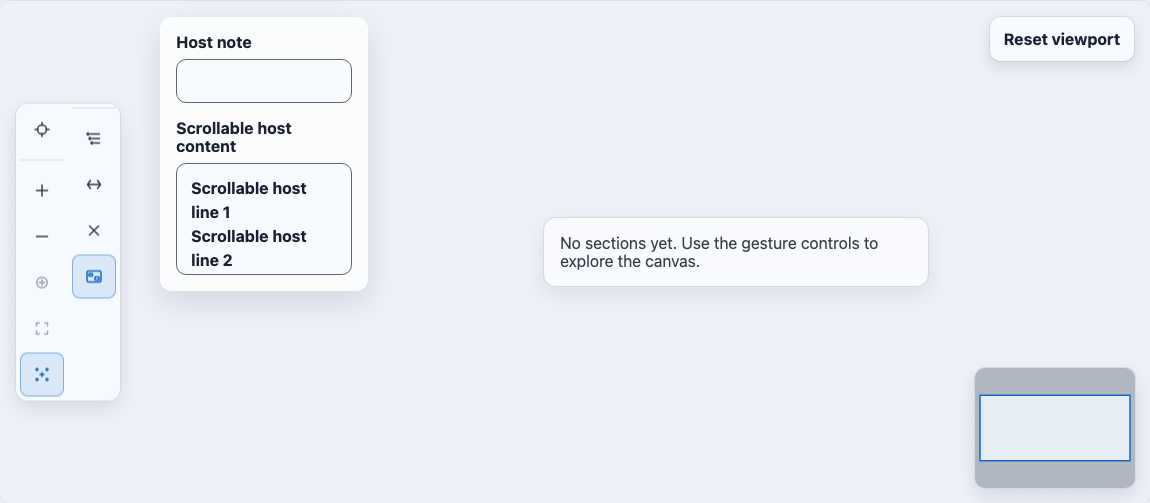 Host note
Reset viewport
Scrollable host
content
Scrollable host
line 1
Scrollable host
line 2
No sections yet. Use the gesture controls to
explore the canvas.